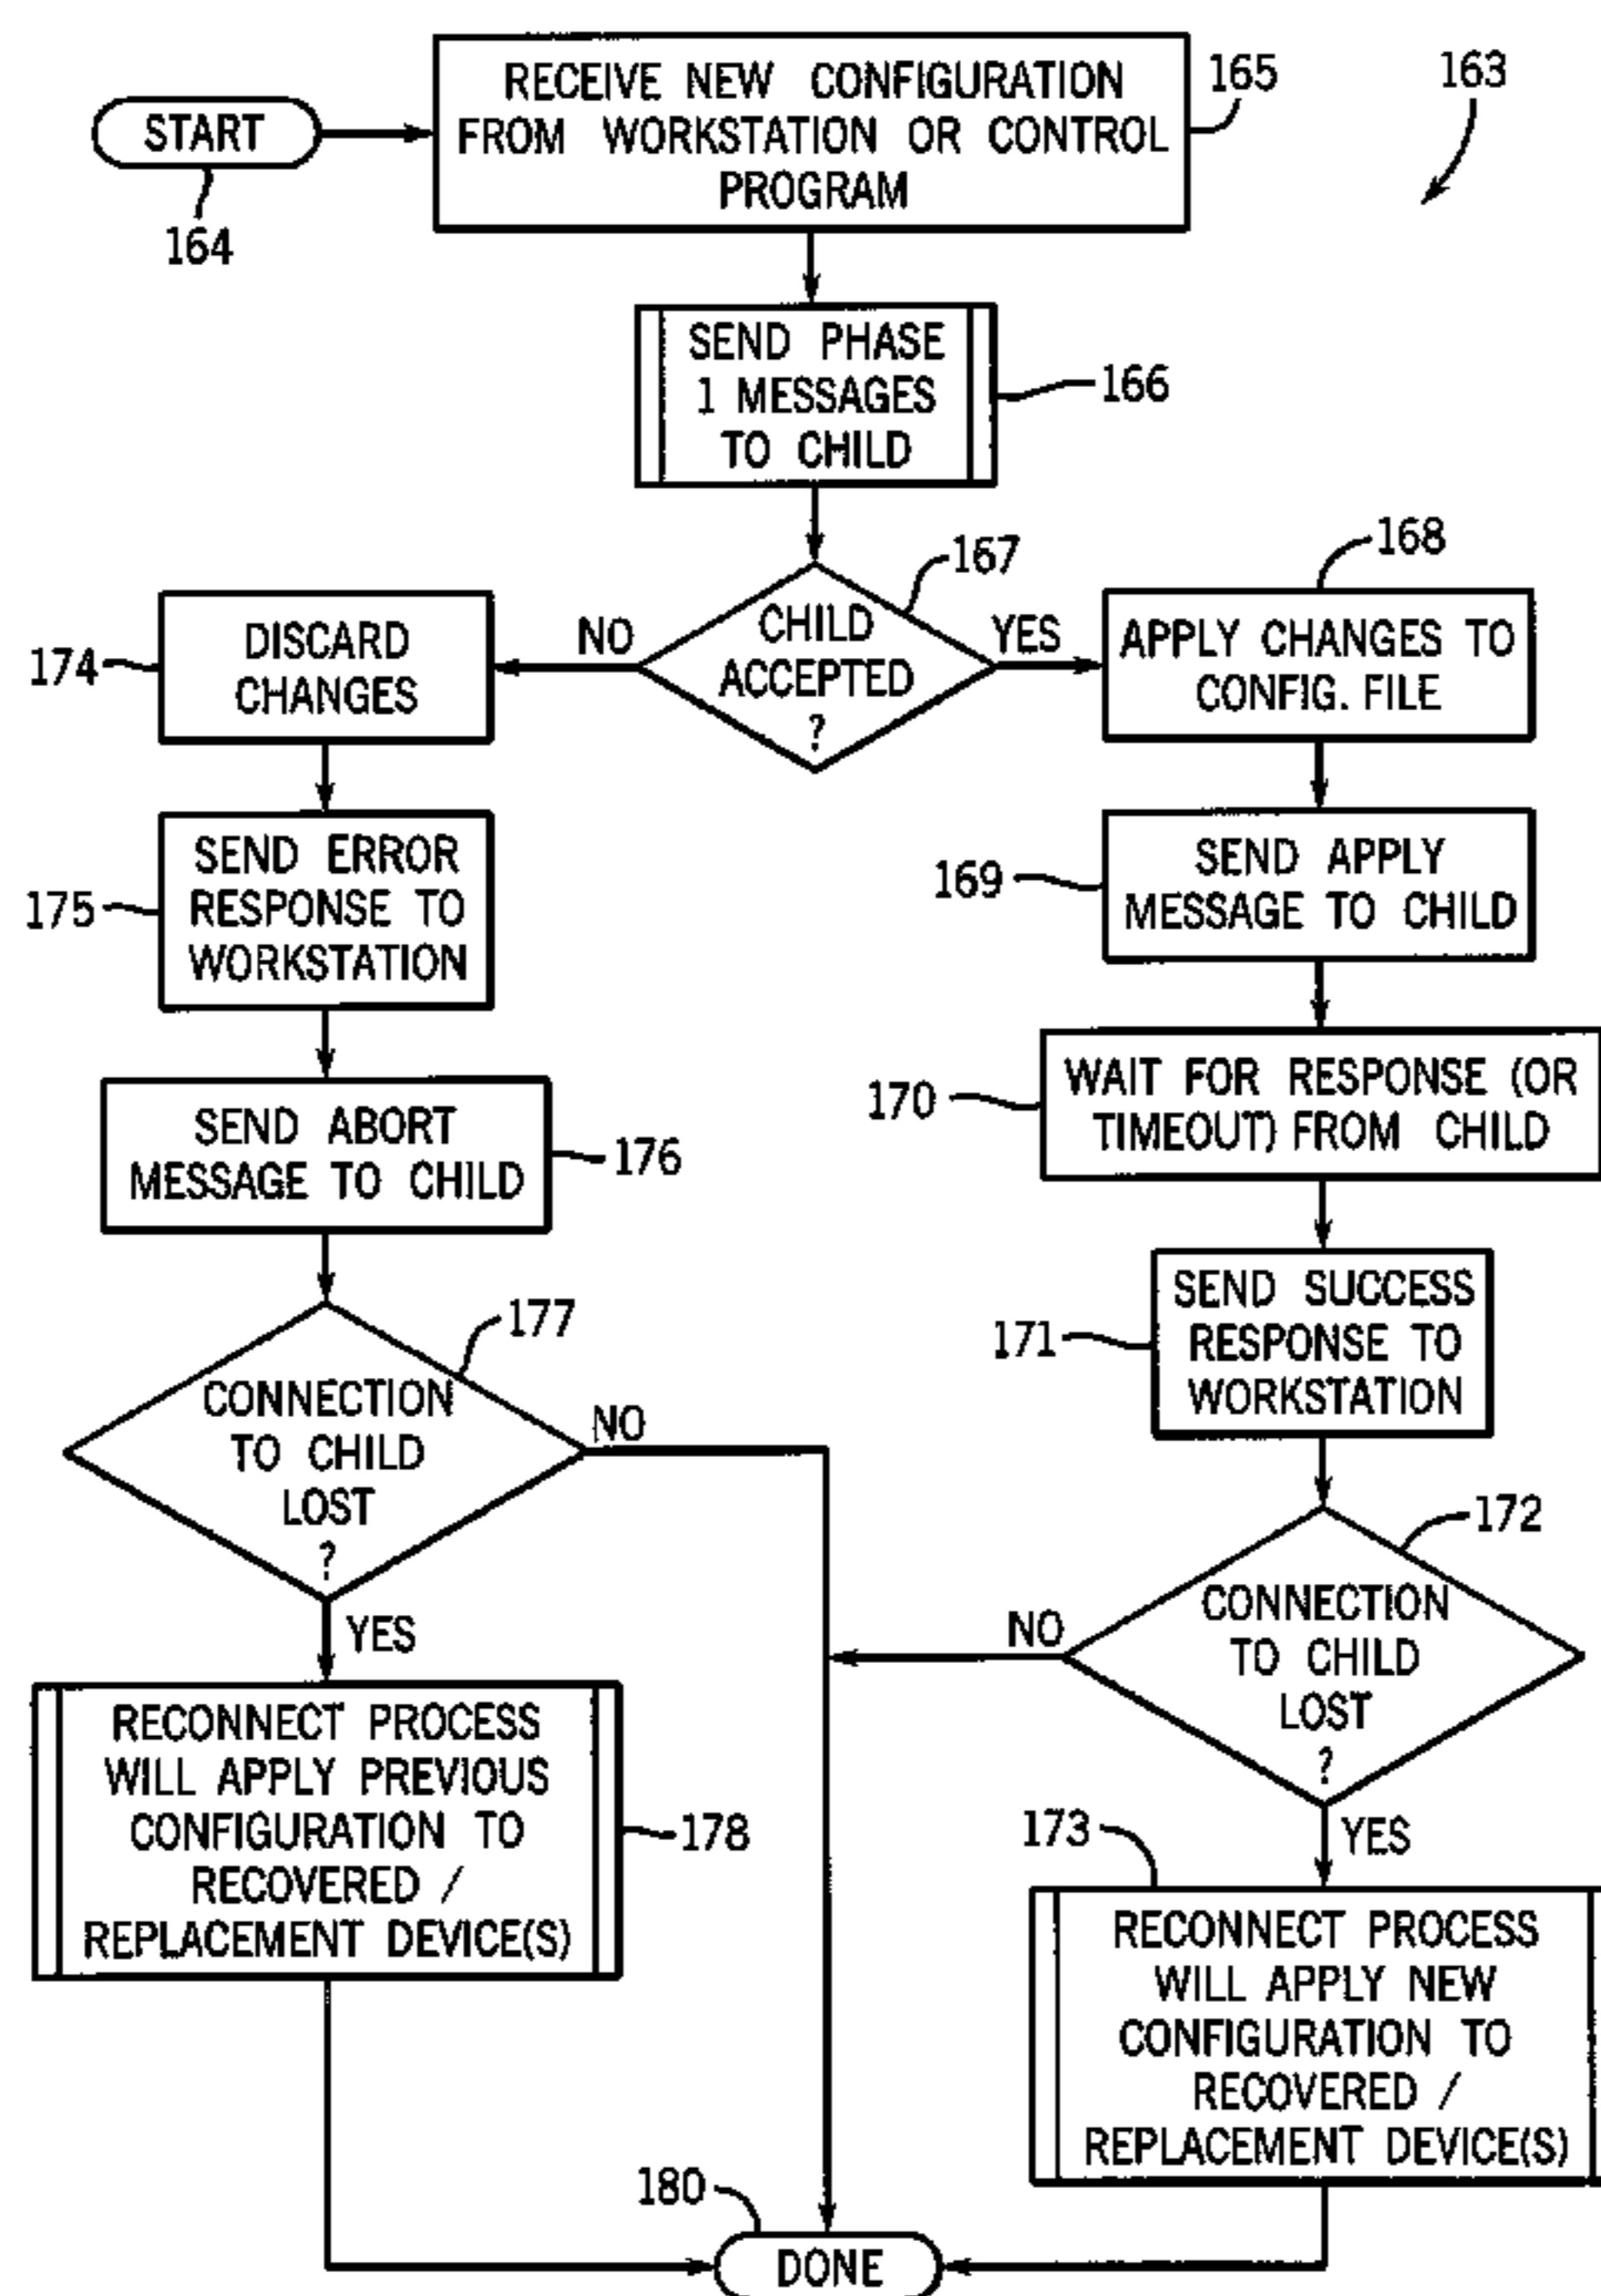 START
164
RECEIVE NEW CONFIGURATION
FROM WORKSTATION OR CONTROL
PROGRAM
165
163
SEND PHASE
1 MESSAGES
TO CHILD
166
CHILD
ACCEPTED
?
167
NO
YES
168
APPLY CHANGES TO
CONFIG. FILE
169
SEND APPLY
MESSAGE TO CHILD
170
WAIT FOR RESPONSE (OR
TIMEOUT) FROM CHILD
171
SEND SUCCESS
RESPONSE TO
WORKSTATION
172
CONNECTION
TO CHILD
LOST
?
NO
YES
173
RECONNECT PROCESS
WILL APPLY NEW
CONFIGURATION TO
RECOVERED /
REPLACEMENT DEVICE(S)
174
DISCARD
CHANGES
175
SEND ERROR
RESPONSE TO
WORKSTATION
SEND ABORT
MESSAGE TO CHILD
176
177
CONNECTION
TO CHILD
LOST
?
NO
YES
RECONNECT PROCESS
WILL APPLY PREVIOUS
CONFIGURATION TO
RECOVERED /
REPLACEMENT DEVICE(S)
178
180
DONE